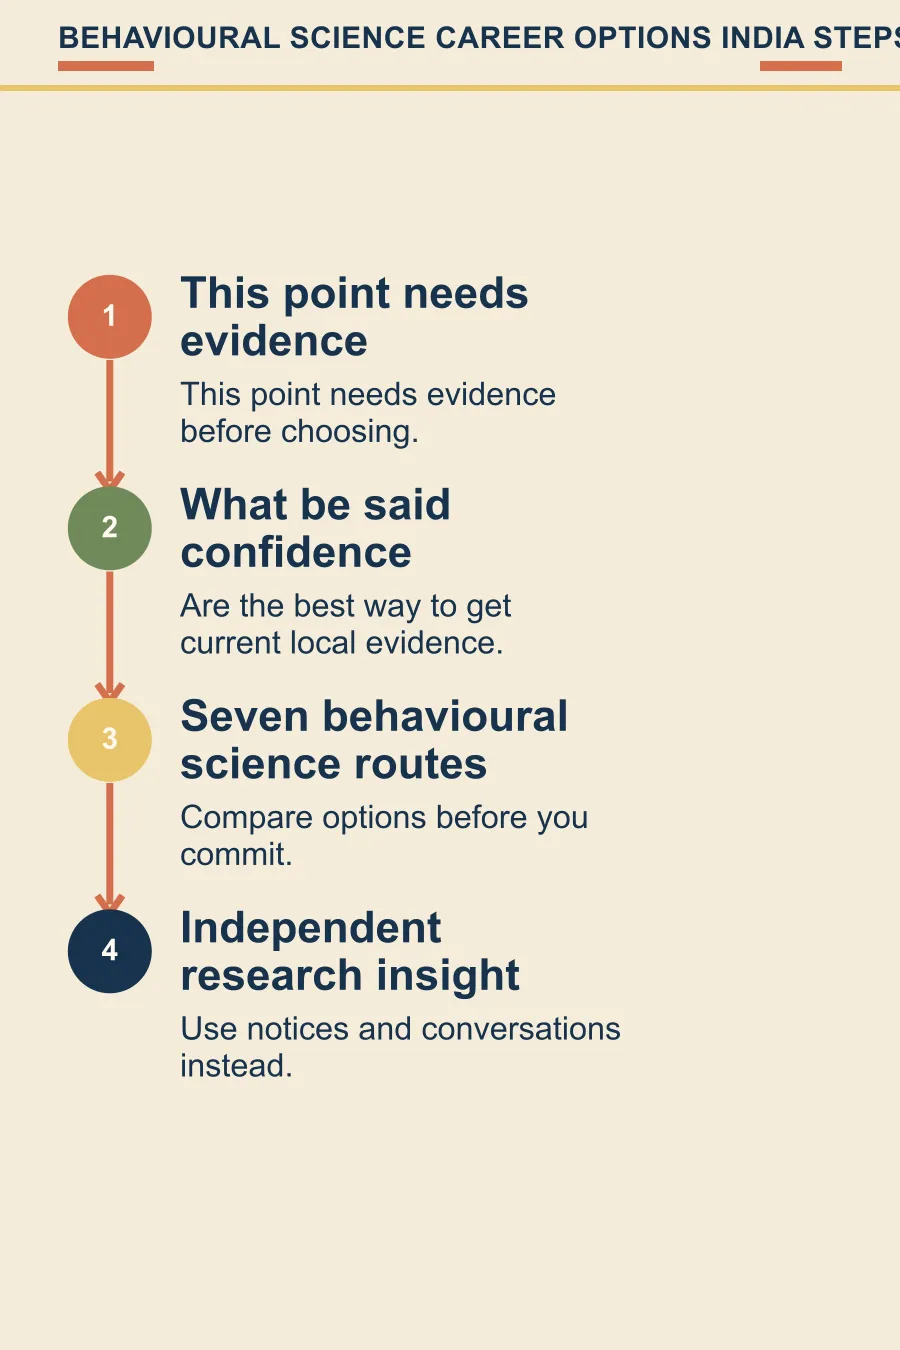 BEHAVIOURAL SCIENCE CAREER OPTIONS INDIA STEPS
1
This point needs
evidence
This point needs evidence
before choosing.
2
What be said
confidence
Are the best way to get
current local evidence.
3
Seven behavioural
science routes
Compare options before you
commit.
4
Independent
research insight
Use notices and conversations
instead.